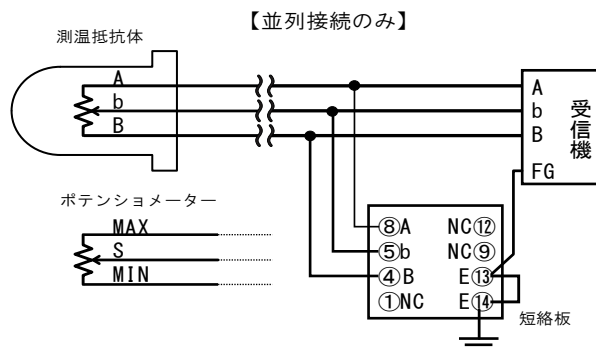 【並列接続のみ】
測温抵抗体
A
b
B
A
b
B
FG
受信機
ポテンショメーター
MAX
S
MIN
⑧A NC⑫
⑤b NC⑨
④B E⑬
①NC E⑭
短絡板